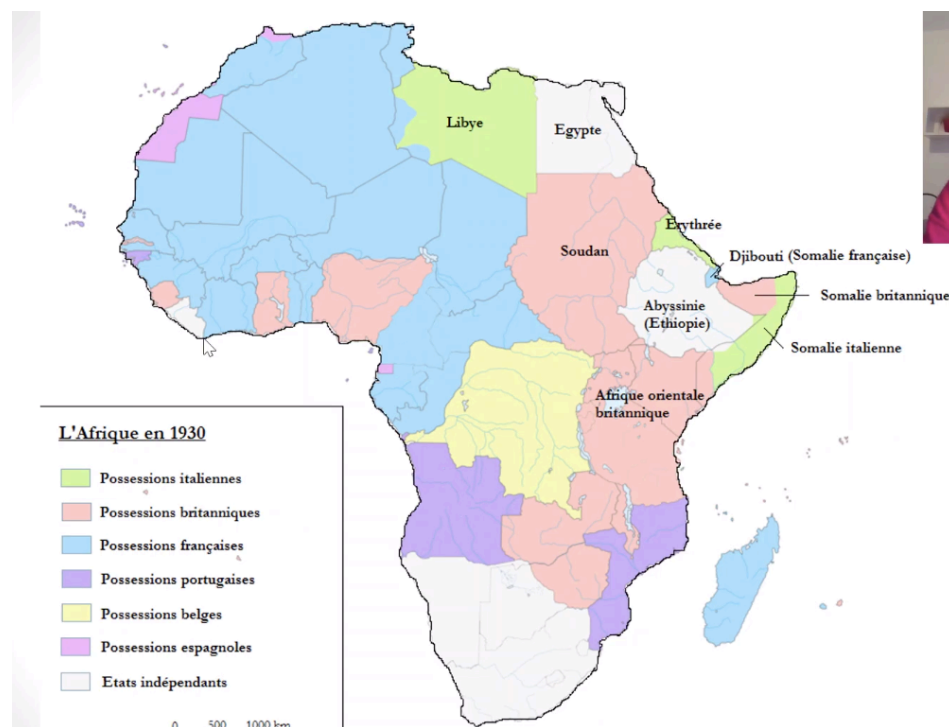 Libye
Egypte
Erythrée
Soudan
Djibouti (Somalie française)
Abyssinie
(Ethiopie)
Somalie britannique
Somalie italienne
Afrique orientale
britannique
L'Afrique en 1930
Possessions italiennes
Possessions britanniques
Possessions françaises
Possessions portugaises
Possessions belges
Possessions espagnoles
Etats indépendants
0 500 1000 km